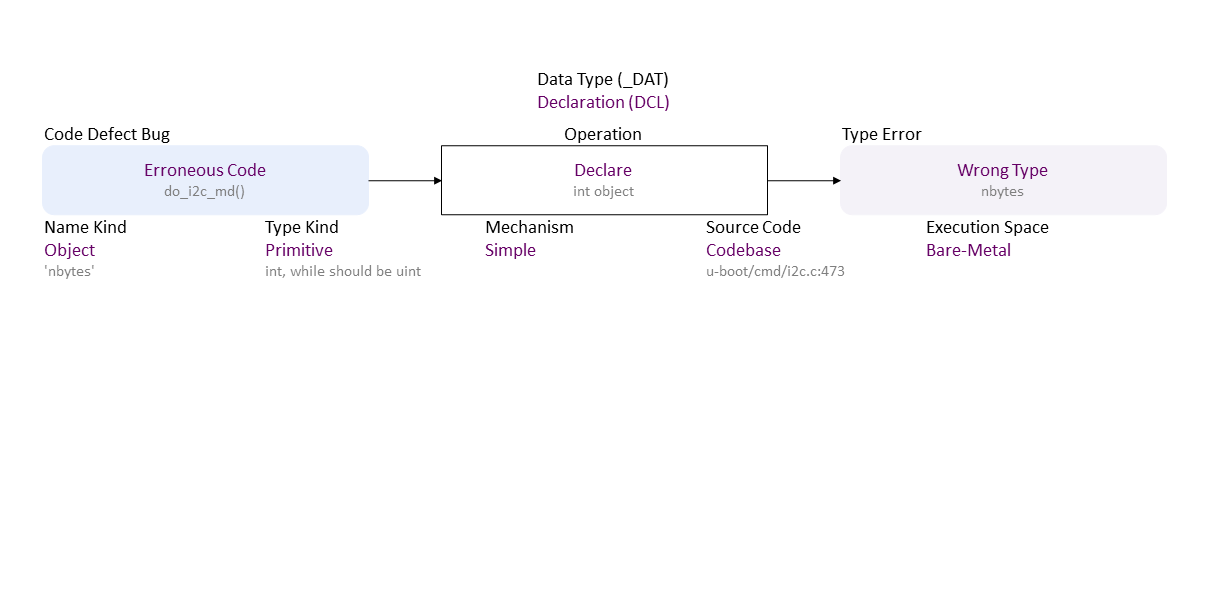 Data Type (_DAT)
Declaration (DCL)
Code Defect Bug
Operation
Type Error
Erroneous Code
do_i2c_md()
Declare
int object
Wrong Type
nbytes
Name Kind
Object
'nbytes'
Type Kind
Primitive
int, while should be uint
Mechanism
Simple
Source Code
Codebase
u-boot/cmd/i2c.c:473
Execution Space
Bare-Metal